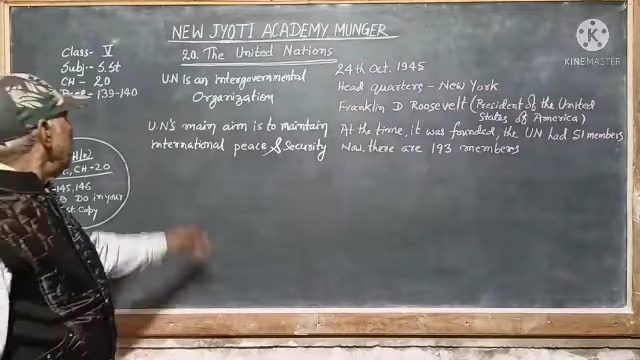 NEW JYOTI ACADEMY MUNGER
KINEMASTER
Class- V
Subj:- S.St
CH - 20
139-140
20. The United Nations
U.N Is an Intergovernmental
Organization
U.N's main aim is to maintain
international peace & Security
24th Oct. 1945
Head quarters - New York
Franklin D Roosevelt (President of the United
States of America)
At the time, it was founded, the UN had 51 members
Now, there are 193 members
CH-20
145, 146
B Do in your
St. Copy